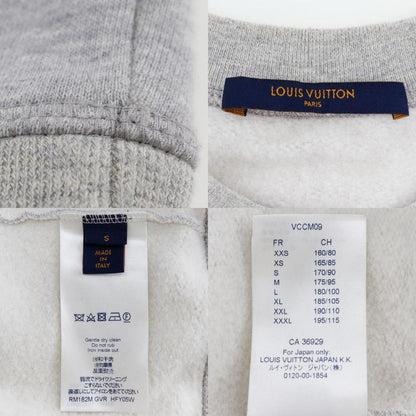 LOUIS VUITTON
PARIS
S
MADE
IN
ITALY
Gentle dry clean
Do not rub
Iron inside out
RM182M GVR HFY05W
VCCM09
FR CH
XXS 160/80
XS 165/85
S 170/90
M 175/95
L 180/100
XL 185/105
XXL 190/110
XXXL 195/115
CA 36929
For Japan only:
LOUIS VUITTON JAPAN K.K.
ルイ・ヴィトン ジャパン(株)
0120-00-1854